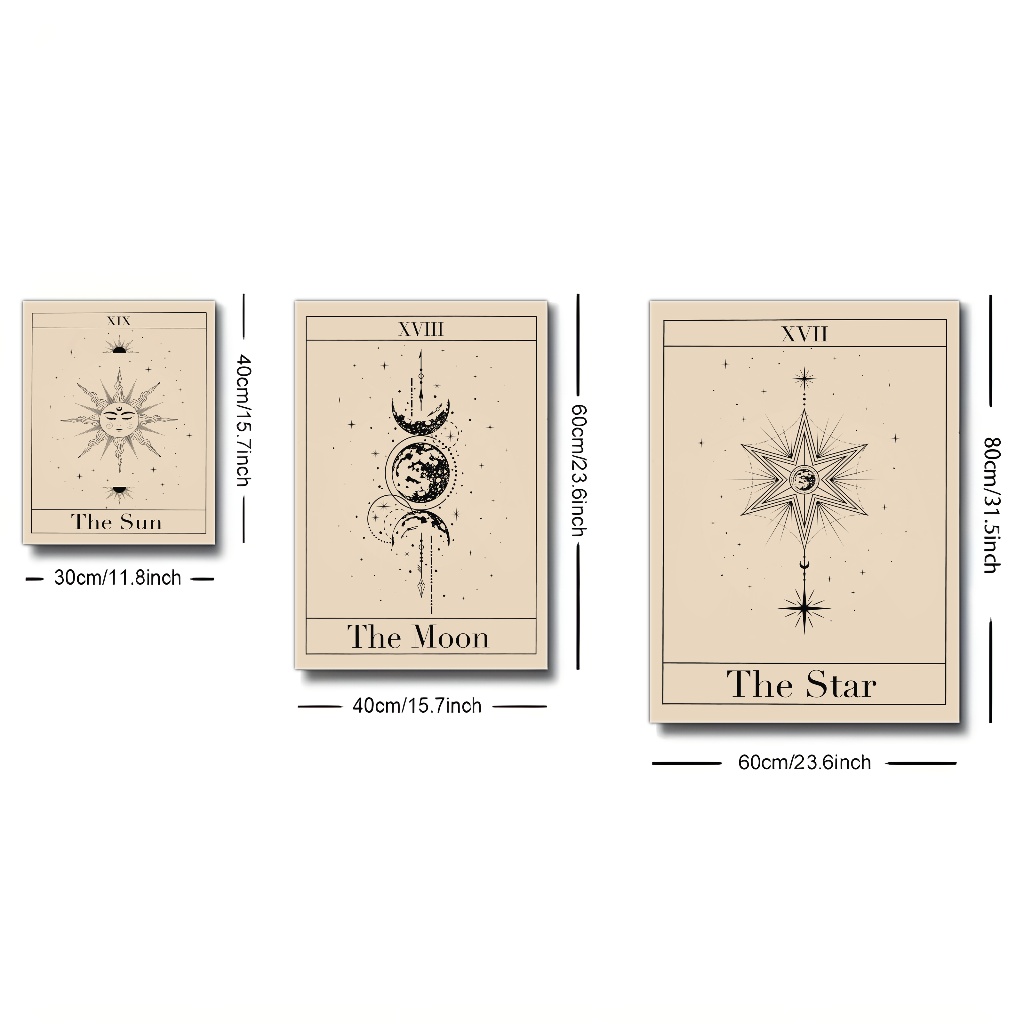 XIX
The Sun
40cm/15.7inch
30cm/11.8inch
XVIII
The Moon
60cm/23.6inch
40cm/15.7inch
XVII
The Star
80cm/31.5inch
60cm/23.6inch